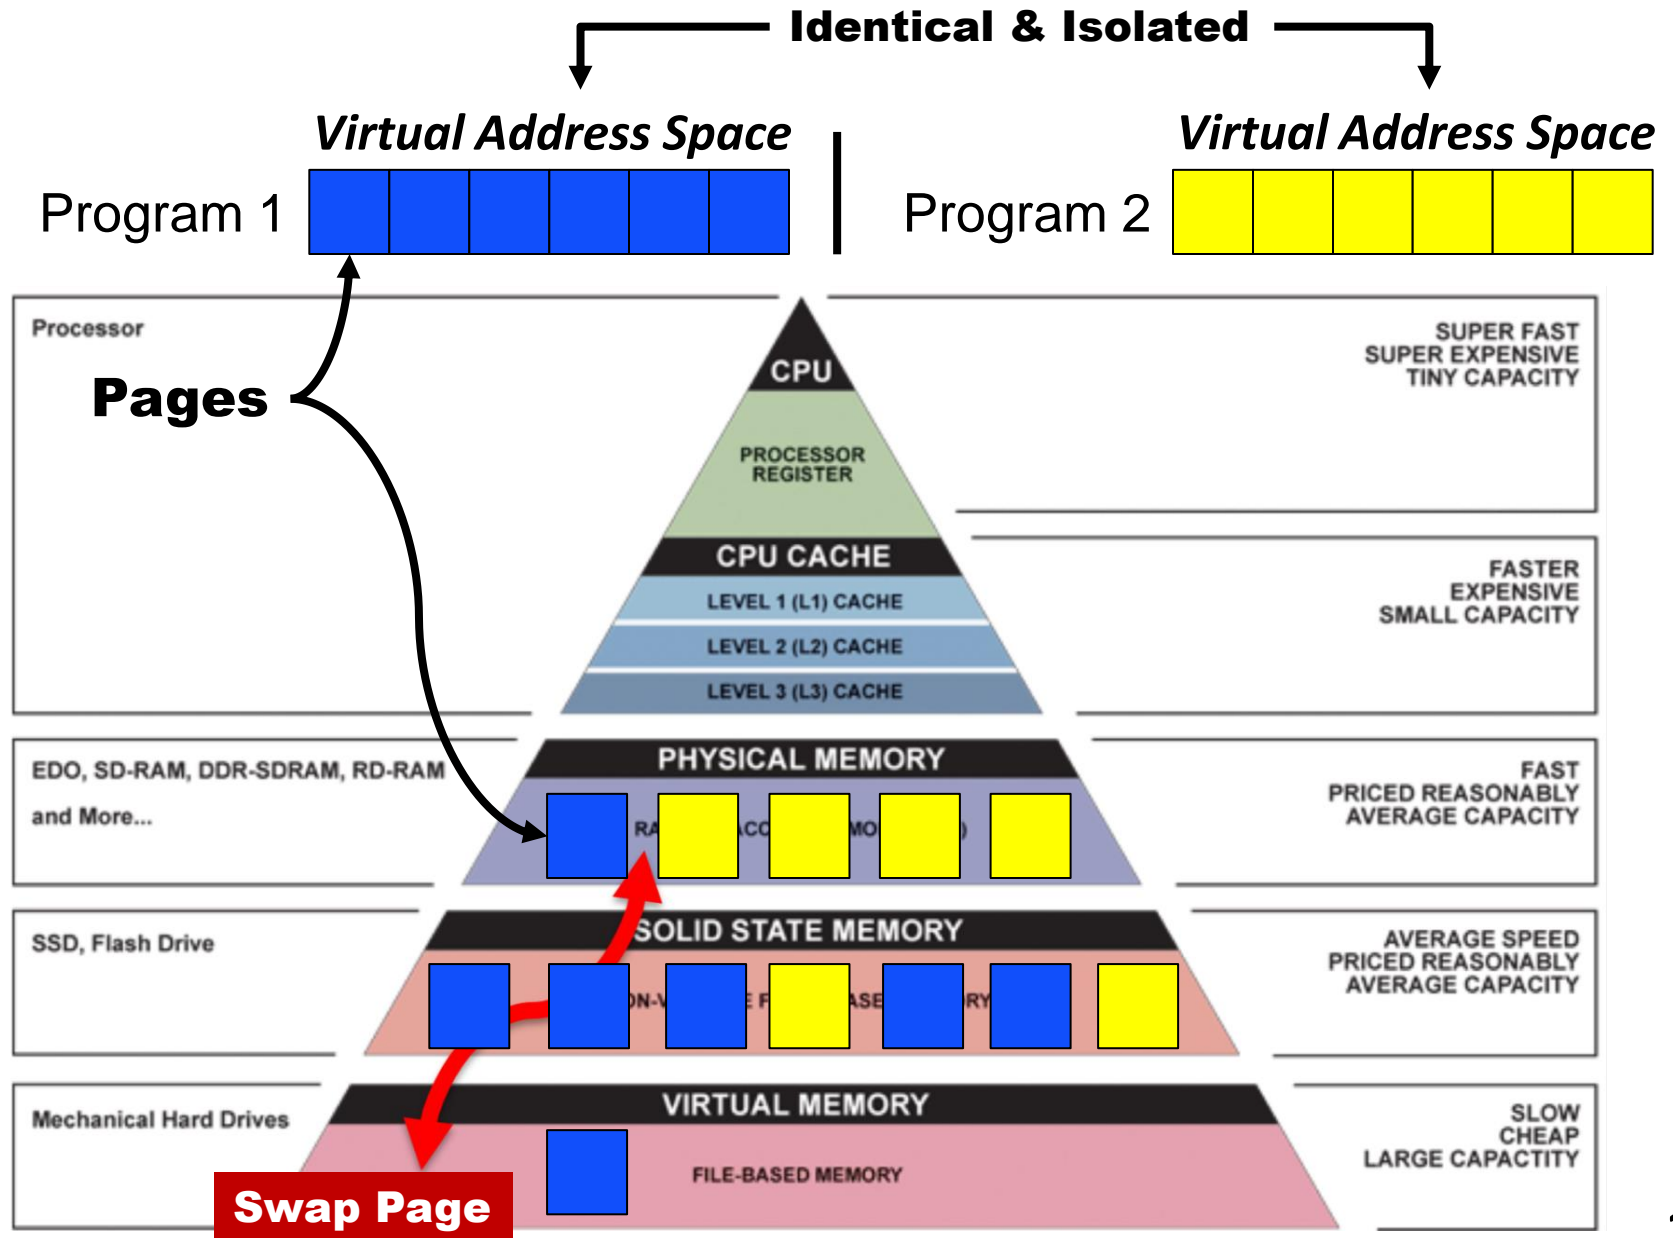 Identical & Isolated
Virtual Address Space
Virtual Address Space
Program 1
Program 2
Processor
Pages
CPU
PROCESSOR
REGISTER
SUPER FAST
SUPER EXPENSIVE
TINY CAPACITY
CPU CACHE
LEVEL 1 (L1) CACHE
LEVEL 2 (L2) CACHE
LEVEL 3 (L3) CACHE
FASTER
EXPENSIVE
SMALL CAPACITY
EDO, SD-RAM, DDR-SDRAM, RD-RAM
and More...
PHYSICAL MEMORY
FAST
PRICED REASONABLY
AVERAGE CAPACITY
SSD, Flash Drive
SOLID STATE MEMORY
AVERAGE SPEED
PRICED REASONABLY
AVERAGE CAPACITY
Mechanical Hard Drives
VIRTUAL MEMORY
FILE-BASED MEMORY
SLOW
CHEAP
LARGE CAPACTITY
Swap Page